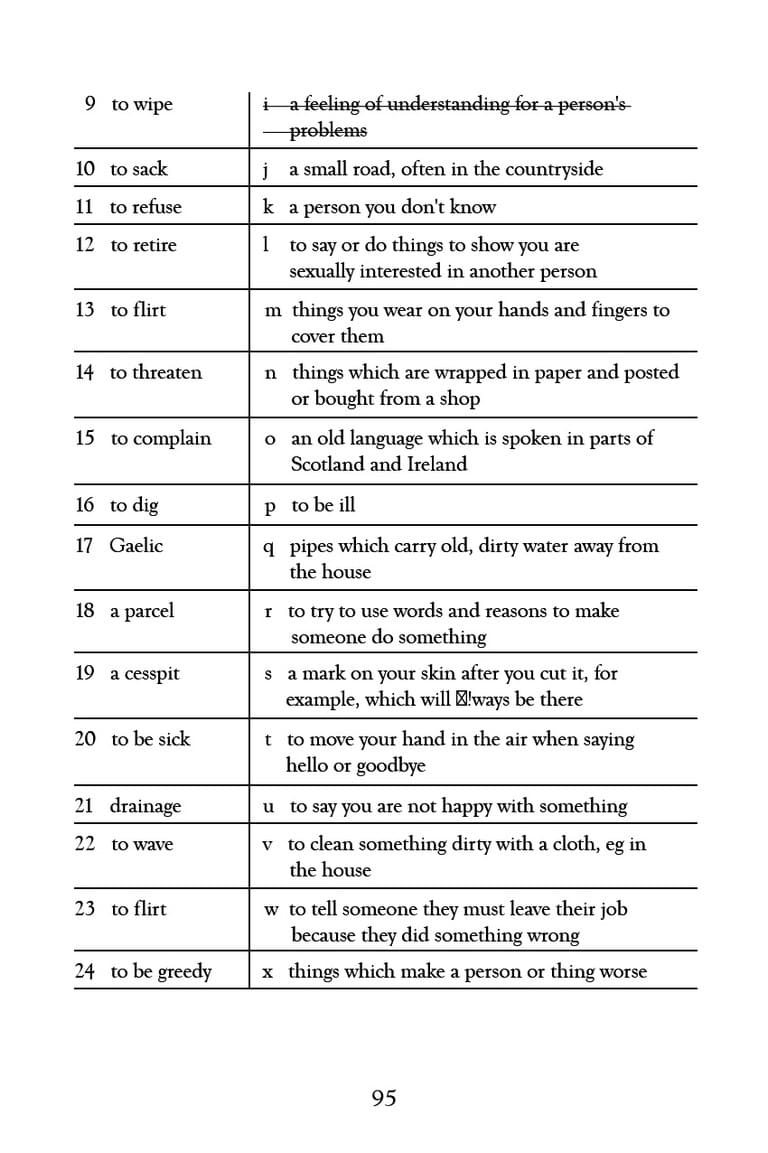 9 to wipe i a feeling of understanding for a person's
problems
10 to sack j a small road, often in the countryside
11 to refuse k a person you don't know
12 to retire l to say or do things to show you are
sexually interested in another person
13 to flirt m things you wear on your hands and fingers to
cover them
14 to threaten n things which are wrapped in paper and posted
or bought from a shop
15 to complain o an old language which is spoken in parts of
Scotland and Ireland
16 to dig p to be ill
17 Gaelic q pipes which carry old, dirty water away from
the house
18 a parcel r to try to use words and reasons to make
someone do something
19 a cesspit s a mark on your skin after you cut it, for
example, which will !ways be there
20 to be sick t to move your hand in the air when saying
hello or goodbye
21 drainage u to say you are not happy with something
22 to wave v to clean something dirty with a cloth, eg in
the house
23 to flirt w to tell someone they must leave their job
because they did something wrong
24 to be greedy x things which make a person or thing worse
95